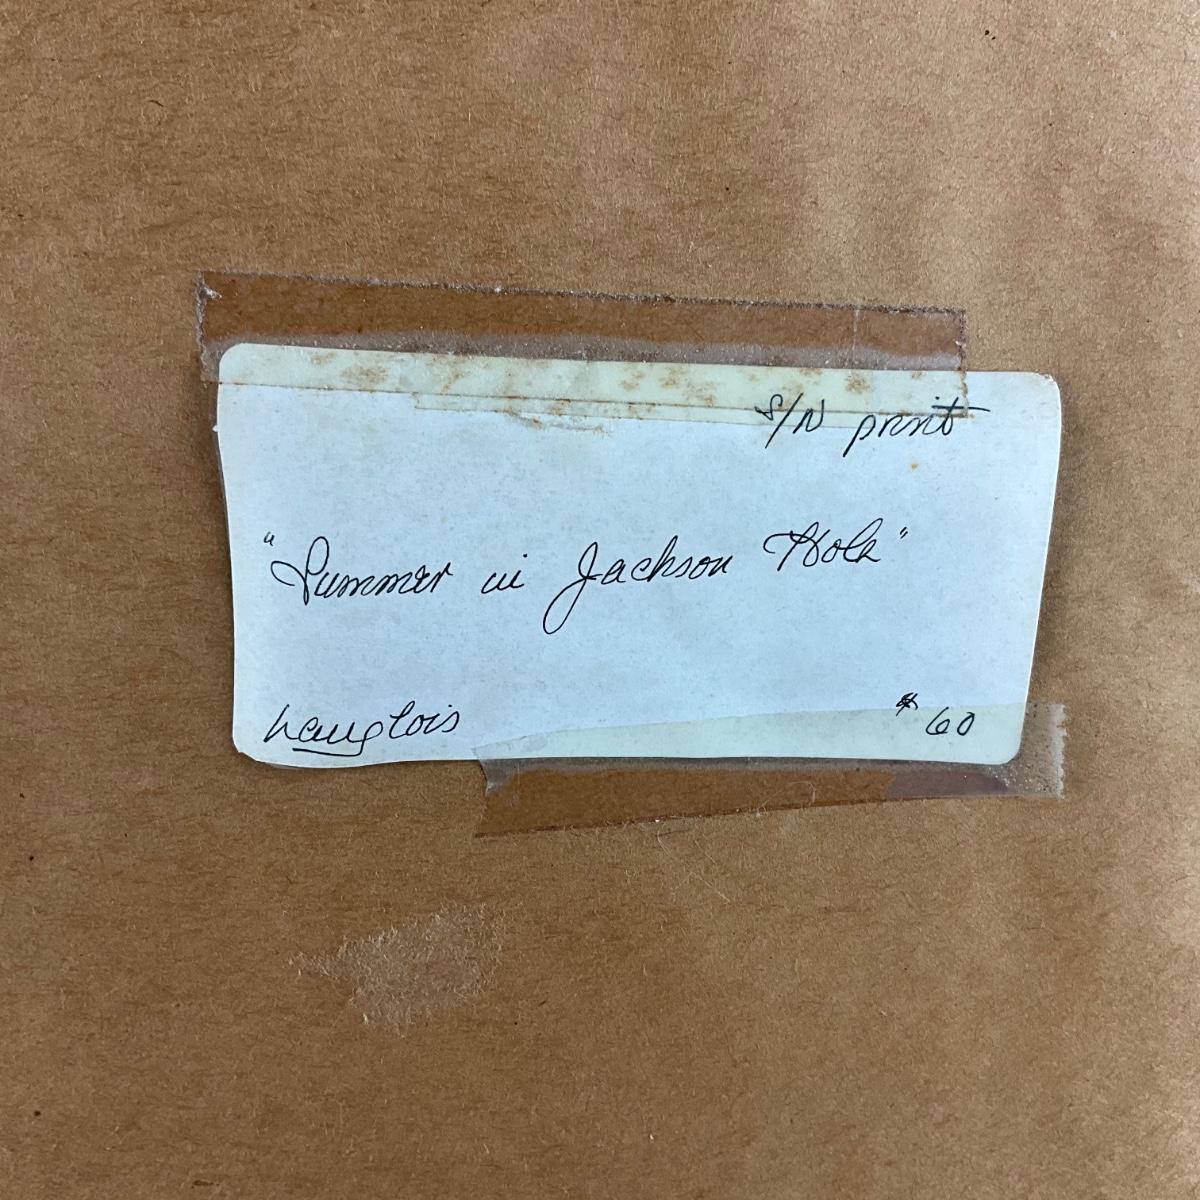 S/N print
"Summer in Jackson Hole"
Langlois
$60